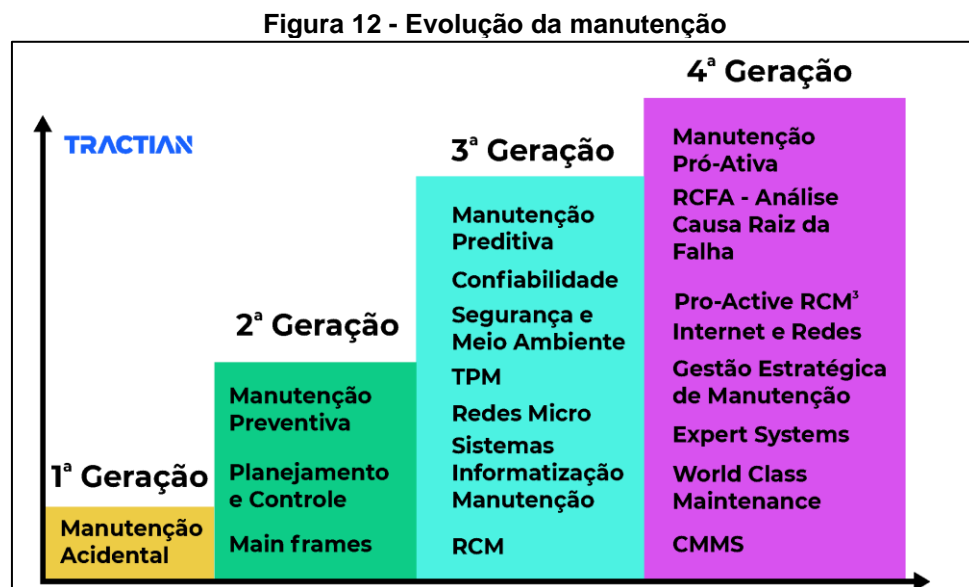 Figura 12 - Evolução da manutenção
TRACTIAN
1ª Geração
Manutenção
Acidental
2ª Geração
Manutenção
Preventiva
Planejamento
e Controle
Main frames
3ª Geração
Manutenção
Preditiva
Confiabilidade
Segurança e
Meio Ambiente
TPM
Redes Micro
Sistemas
Informatização
Manutenção
RCM
4ª Geração
Manutenção
Pró-Ativa
RCFA - Análise
Causa Raiz da
Falha
Pro-Active RCM³
Internet e Redes
Gestão Estratégica
de Manutenção
Expert Systems
World Class
Maintenance
CMMS